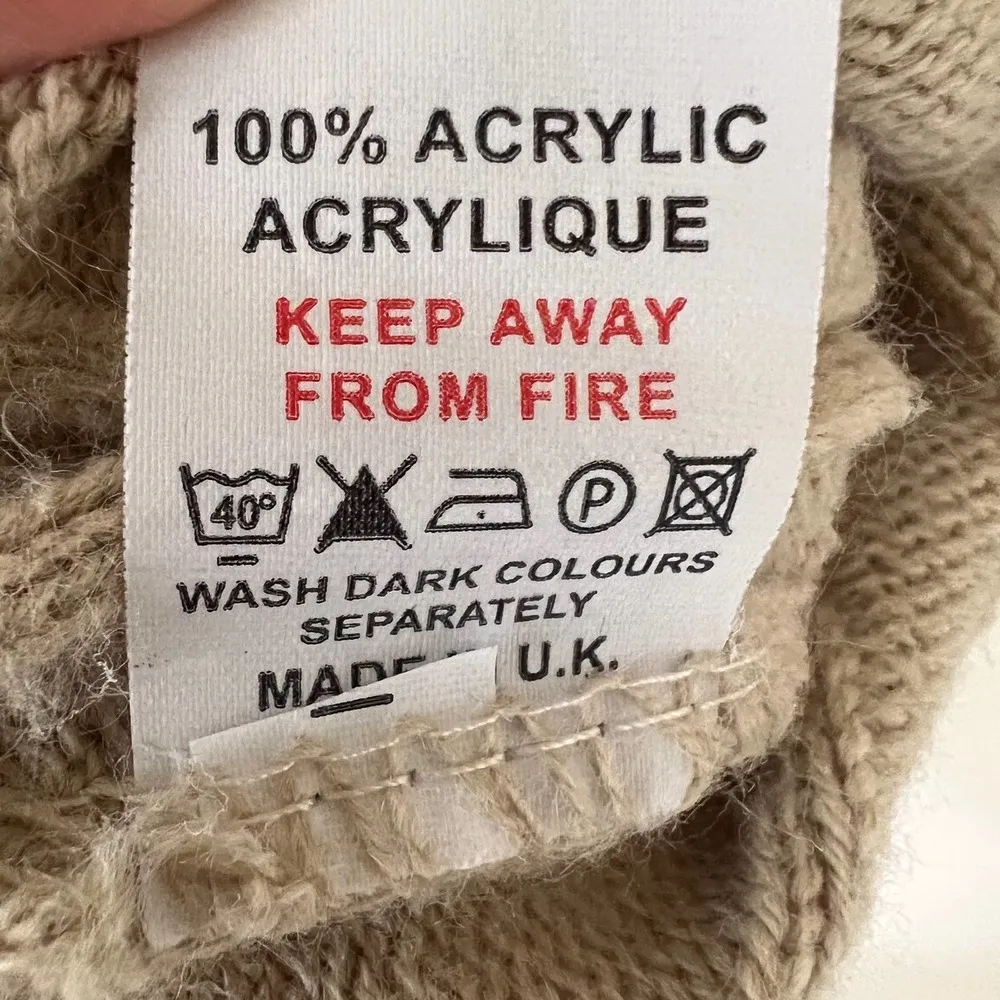 100% ACRYLIC
ACRYLIQUE
KEEP AWAY
FROM FIRE
40° P
WASH DARK COLOURS
SEPARATELY
MADE U.K.